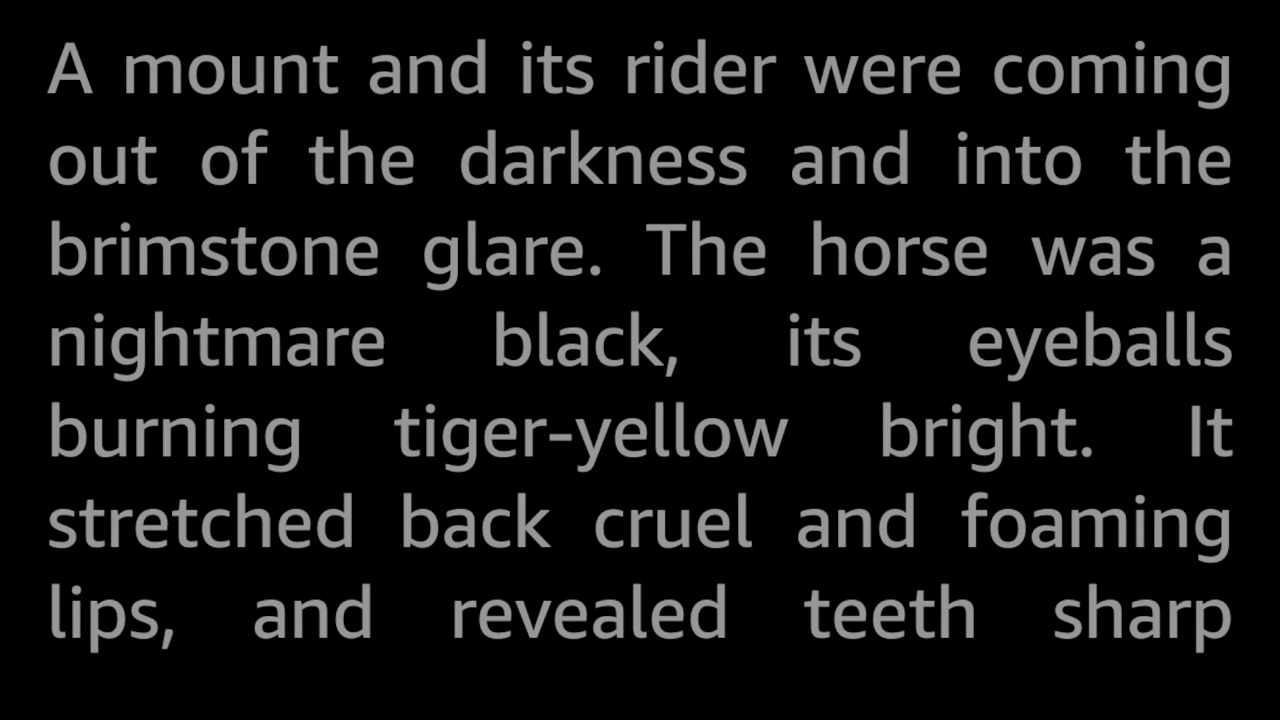 A mount and its rider were coming
out of the darkness and into the
brimstone glare. The horse was a
nightmare black, its eyeballs
burning tiger-yellow bright. It
stretched back cruel and foaming
lips, and revealed teeth sharp